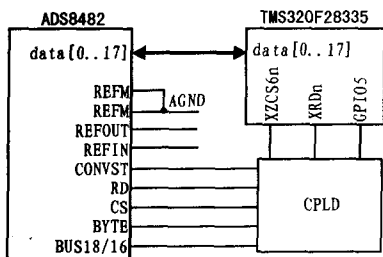 ADS8482 TMS320F28335
data[0..17] data[0..17]
REFM
REFM AGND
REFOUT
REFIN
CONVST
RD
CS
BYTE
BUS18/16
XZCS6n
XRDn
GPIO5
CPLD